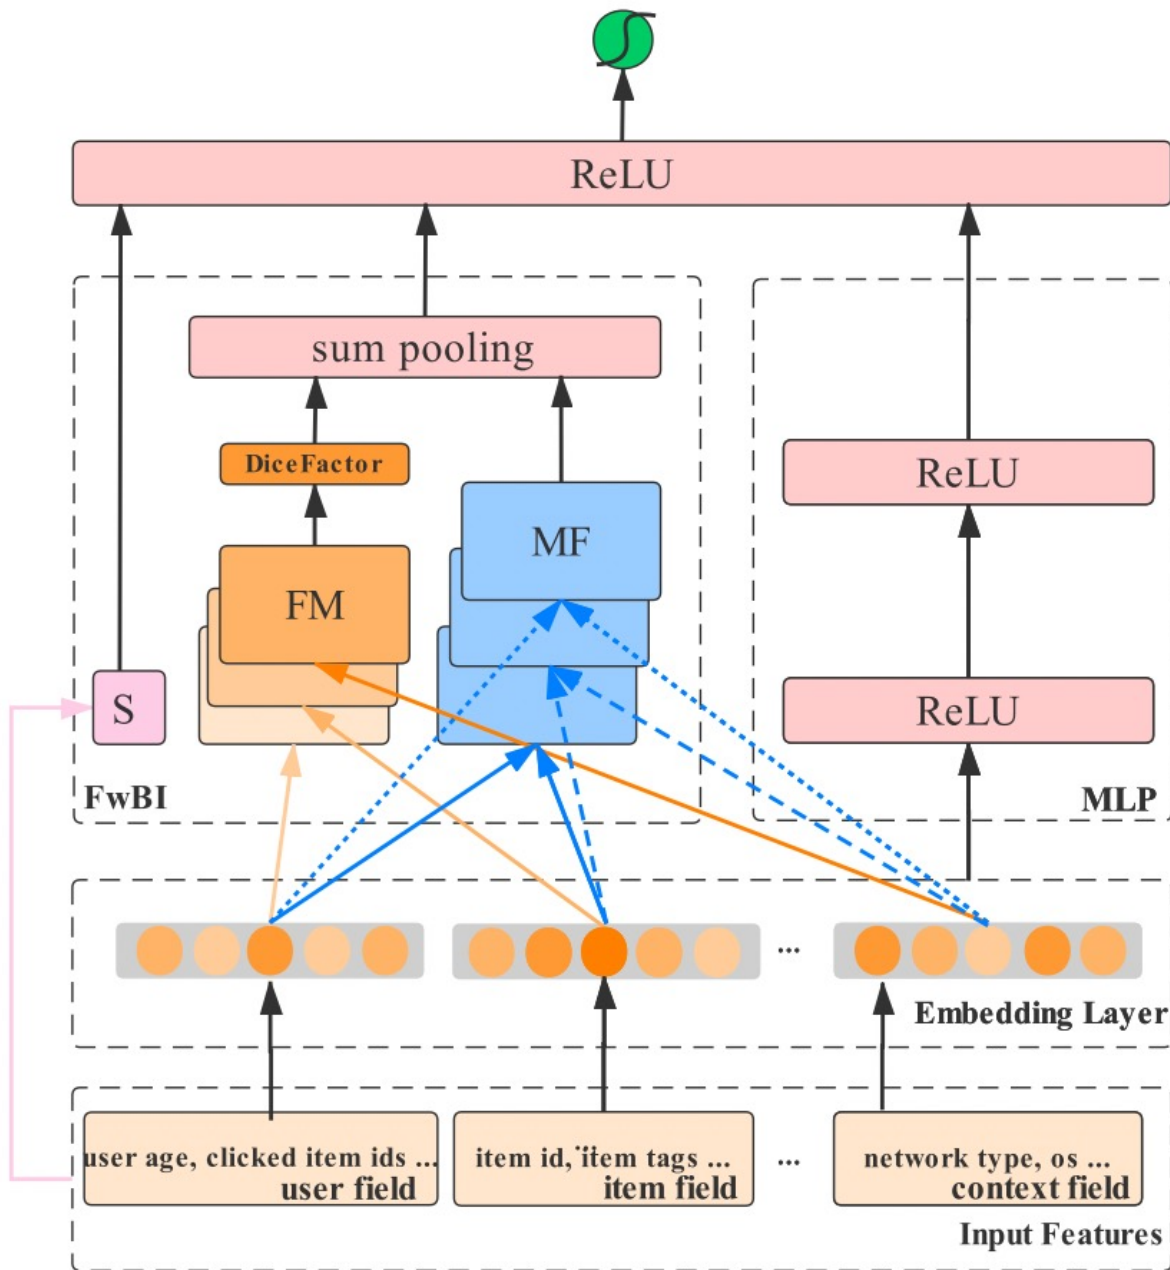 ReLU
sum pooling
DiceFactor
MF
ReLU
FM
S
ReLU
FwBI
MLP
...
Embedding Layer
user age, clicked item ids ...
user field
item id, item tags ...
item field
...
network type, os ...
context field
Input Features